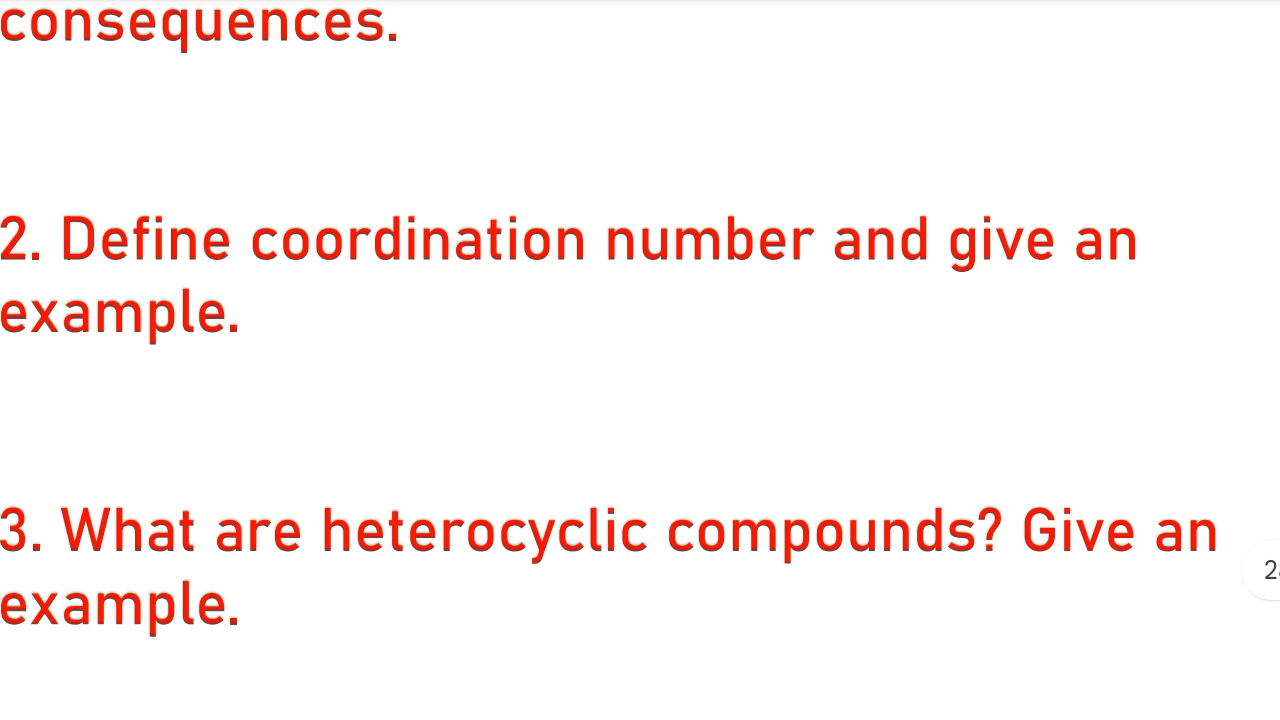 consequences.
2. Define coordination number and give an
example.
3. What are heterocyclic compounds? Give an
example.